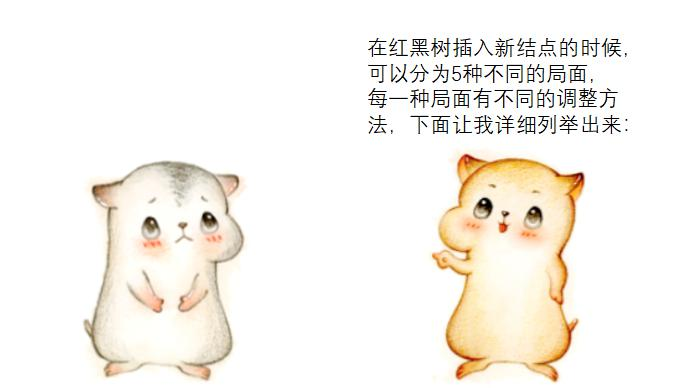 在红黑树插入新结点的时候，
可以分为5种不同的局面，
每一种局面有不同的调整方
法，下面让我详细列举出来：